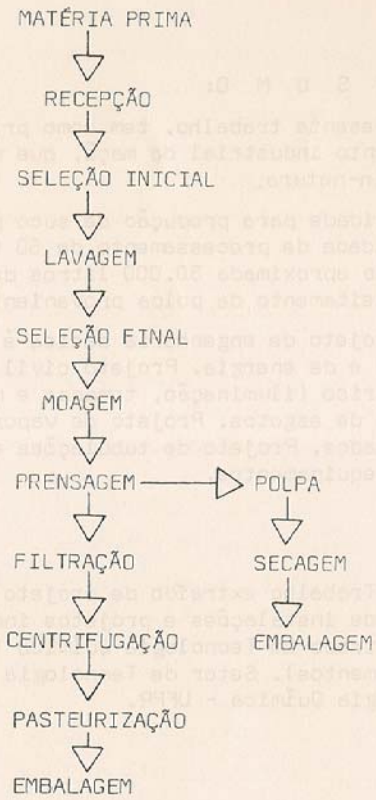 MATÉRIA PRIMA
RECEPÇÃO
SELEÇÃO INICIAL
LAVAGEM
SELEÇÃO FINAL
MOAGEM
PRENSAGEM POLPA
FILTRAÇÃO SECAGEM
CENTRIFUGAÇÃO EMBALAGEM
PASTEURIZAÇÃO
EMBALAGEM